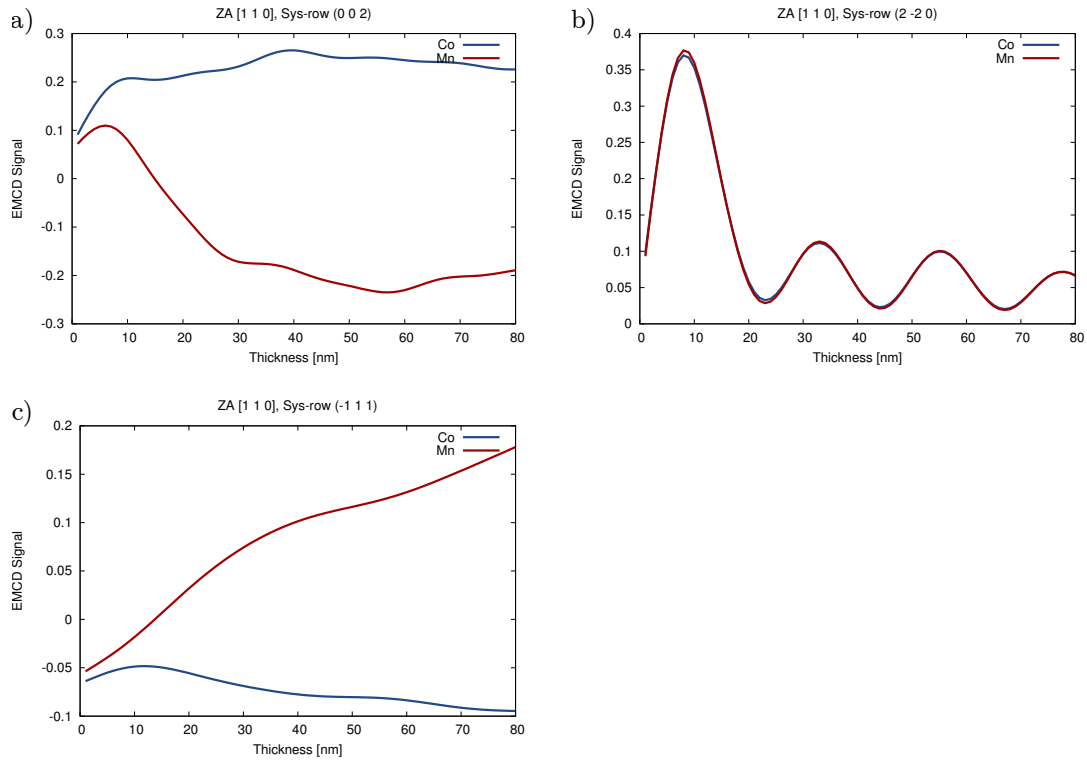 a)
ZA [1 1 0], Sys-row (0 0 2)
0.3
0.2
0.1
0
-0.1
-0.2
-0.3
EMCD Signal
Co
Mn
0 10 20 30 40 50 60 70 80
Thickness [nm]
b)
ZA [1 1 0], Sys-row (2 -2 0)
0.4
0.35
0.3
0.25
0.2
0.15
0.1
0.05
0
EMCD Signal
Co
Mn
0 10 20 30 40 50 60 70 80
Thickness [nm]
c)
ZA [1 1 0], Sys-row (-1 1 1)
0.2
0.15
0.1
0.05
0
-0.05
-0.1
EMCD Signal
Co
Mn
0 10 20 30 40 50 60 70 80
Thickness [nm]